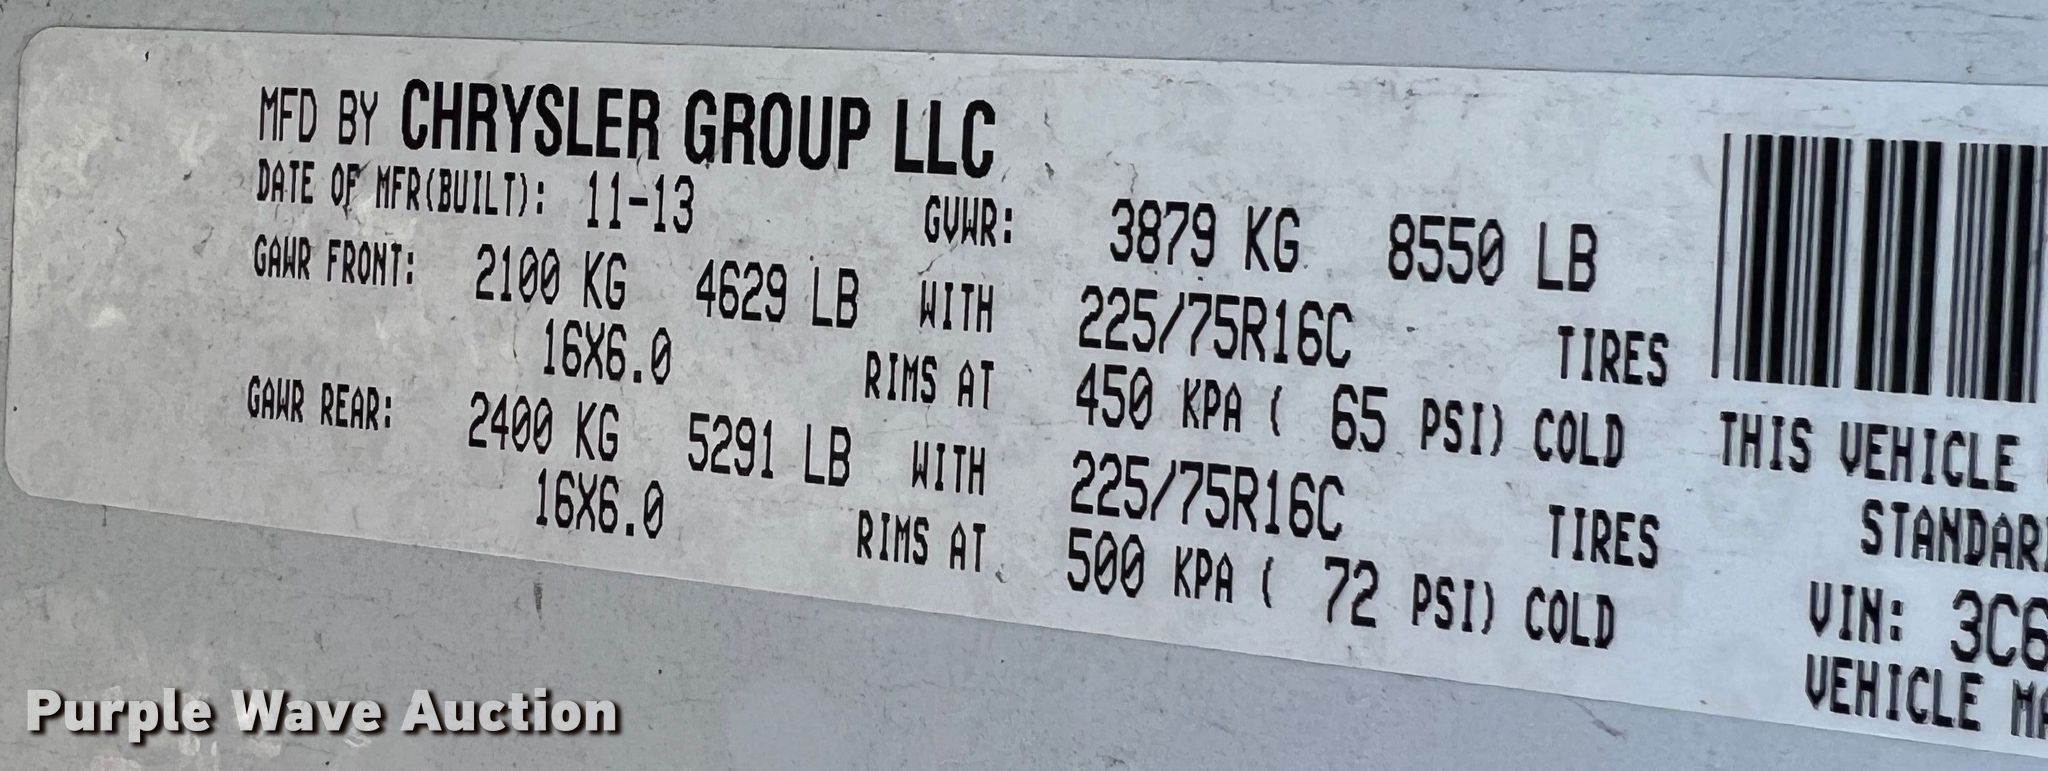 MFD BY CHRYSLER GROUP LLC
DATE OF MFR(BUILT): 11-13 GVWR: 3879 KG 8550 LB
GAWR FRONT: 2100 KG 4629 LB WITH 225/75R16C TIRES
16X6.0 RIMS AT 450 KPA ( 65 PSI) COLD
GAWR REAR: 2400 KG 5291 LB WITH 225/75R16C TIRES
16X6.0 RIMS AT 500 KPA ( 72 PSI) COLD
THIS VEHICLE
STANDAR
VIN: 3C6
VEHICLE MA
Purple Wave Auction